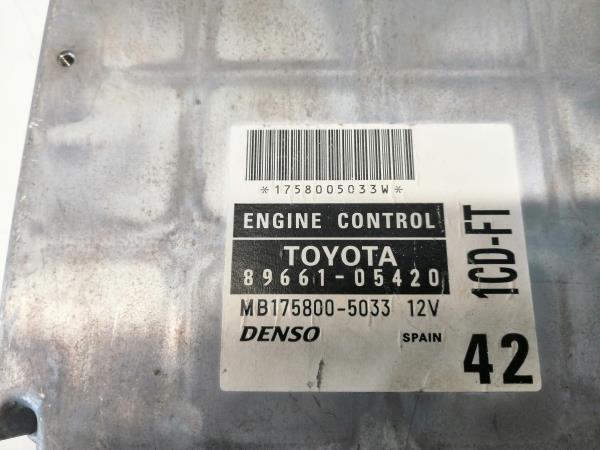 *1758005033W*
ENGINE CONTROL
TOYOTA
89661-05420
MB175800-5033 12V
DENSO SPAIN
1CD-FT
42